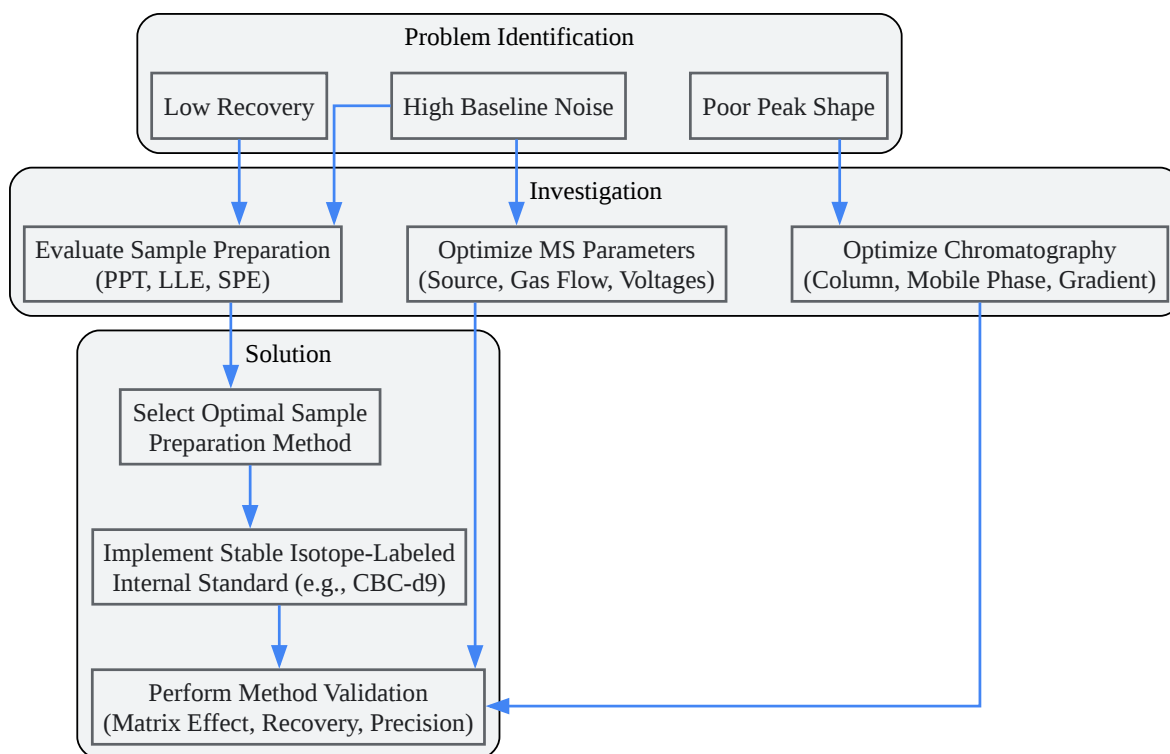 Problem Identification
Low Recovery
High Baseline Noise
Poor Peak Shape
Investigation
Evaluate Sample Preparation
(PPT, LLE, SPE)
Optimize MS Parameters
(Source, Gas Flow, Voltages)
Optimize Chromatography
(Column, Mobile Phase, Gradient)
Solution
Select Optimal Sample
Preparation Method
Implement Stable Isotope-Labeled
Internal Standard (e.g., CBC-d9)
Perform Method Validation
(Matrix Effect, Recovery, Precision)